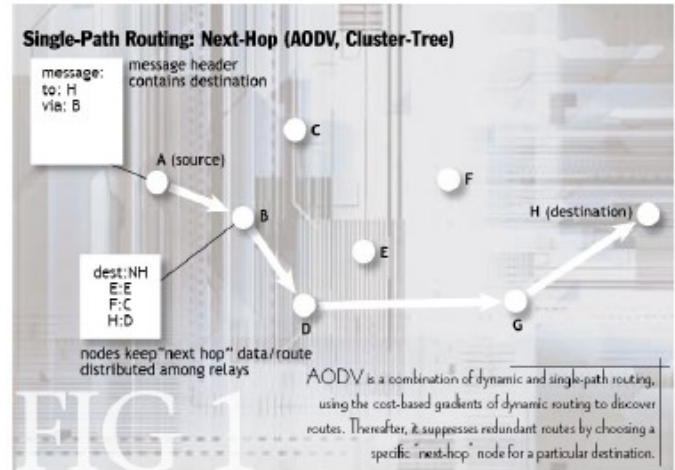 Single-Path Routing: Next-Hop (AODV, Cluster-Tree)
message:
to: H
via: B
message header
contains destination
A (source)
B
C
D
E
F
G
H (destination)
dest:NH
E:E
F:C
H:D
nodes keep "next hop" data/route
distributed among relays
AODV is a combination of dynamic and single-path routing,
using the cost-based gradients of dynamic routing to discover
routes. Thereafter, it suppresses redundant routes by choosing a
specific "next-hop" node for a particular destination.
FIG 1